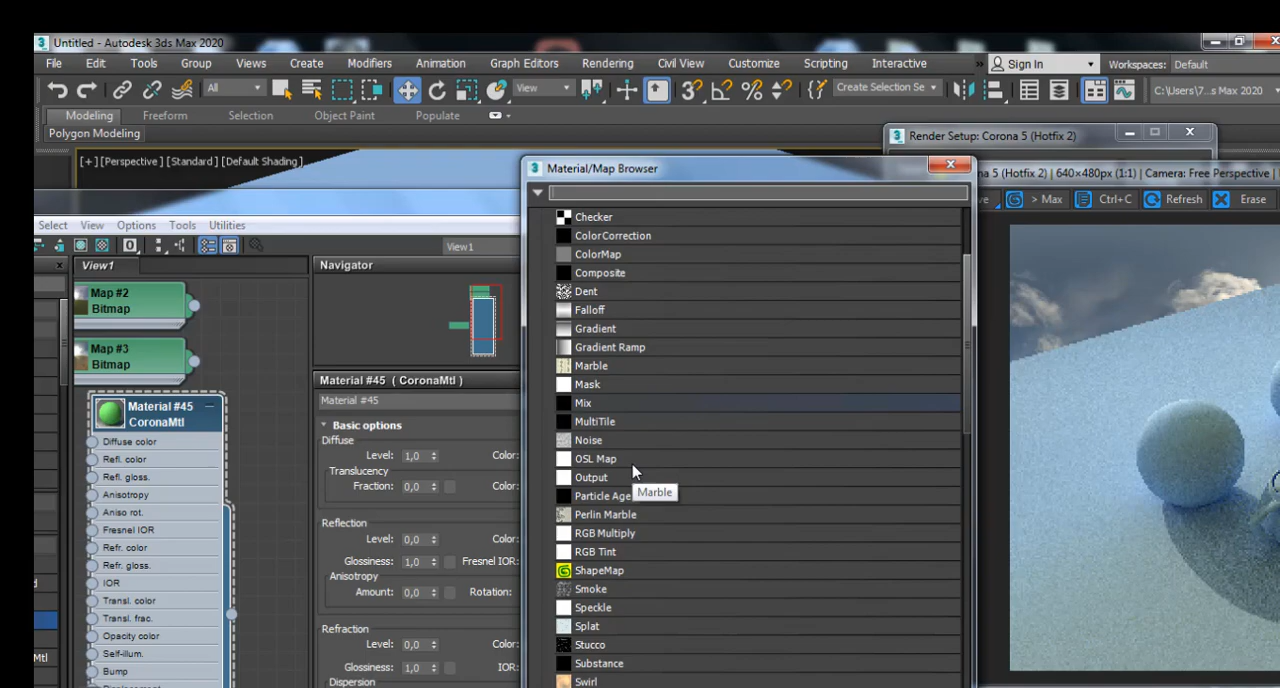 Untitled - Autodesk 3ds Max 2020
File Edit Tools Group Views Create Modifiers Animation Graph Editors Rendering Civil View Customize Scripting Interactive » Sign In Workspaces: Default
All View Create Selection Se C:\Users\7...s Max 2020
Modeling Freeform Selection Object Paint Populate
Polygon Modeling
Render Setup: Corona 5 (Hotfix 2)
[+] [Perspective ] [Standard ] [Default Shading ]
Material/Map Browser
5 (Hotfix 2) | 640×480px (1:1) | Camera: Free Perspective |
> Max Ctrl+C Refresh Erase
Select View Options Tools Utilities
View1
View1
Navigator
Map #2
Bitmap
Map #3
Bitmap
Material #45
CoronaMtl
Diffuse color
Refl. color
Refl. gloss.
Anisotropy
Aniso rot.
Fresnel IOR
Refr. color
Refr. gloss.
IOR
Transl. color
Transl. frac.
Opacity color
Self-illum.
Bump
Material #45 ( CoronaMtl )
Material #45
Basic options
Diffuse
Level: 1,0 Color:
Translucency
Fraction: 0,0 Color:
Reflection
Level: 0,0 Color:
Glossiness: 1,0 Fresnel IOR:
Anisotropy
Amount: 0,0 Rotation:
Refraction
Level: 0,0 Color:
Glossiness: 1,0 IOR:
Dispersion
Checker
ColorCorrection
ColorMap
Composite
Dent
Falloff
Gradient
Gradient Ramp
Marble
Mask
Mix
MultiTile
Noise
OSL Map
Output
Particle Age
Marble
Perlin Marble
RGB Multiply
RGB Tint
ShapeMap
Smoke
Speckle
Splat
Stucco
Substance
Swirl